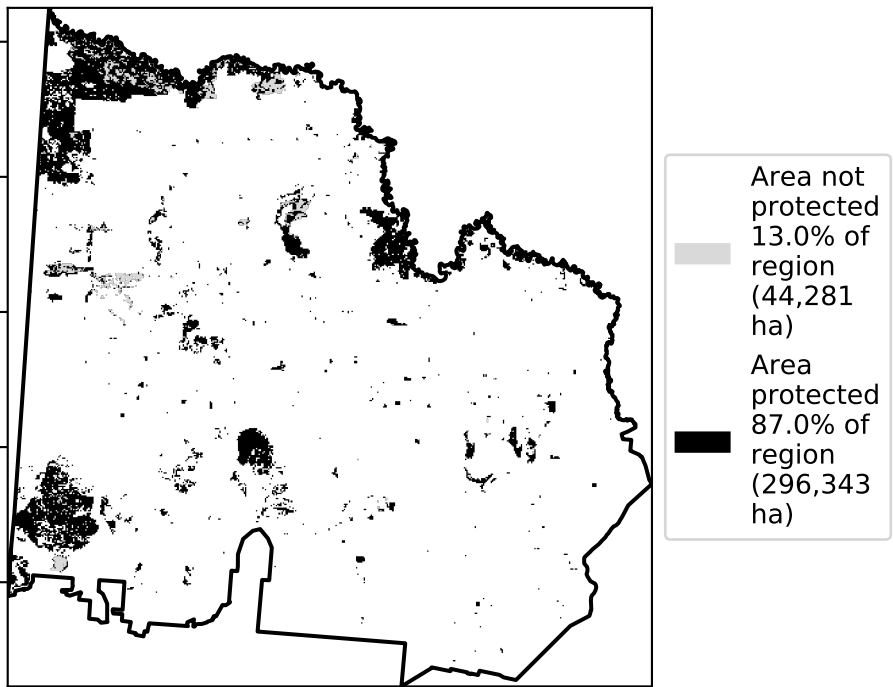 Area not
protected
13.0% of
region
(44,281
ha)
Area
protected
87.0% of
region
(296,343
ha)